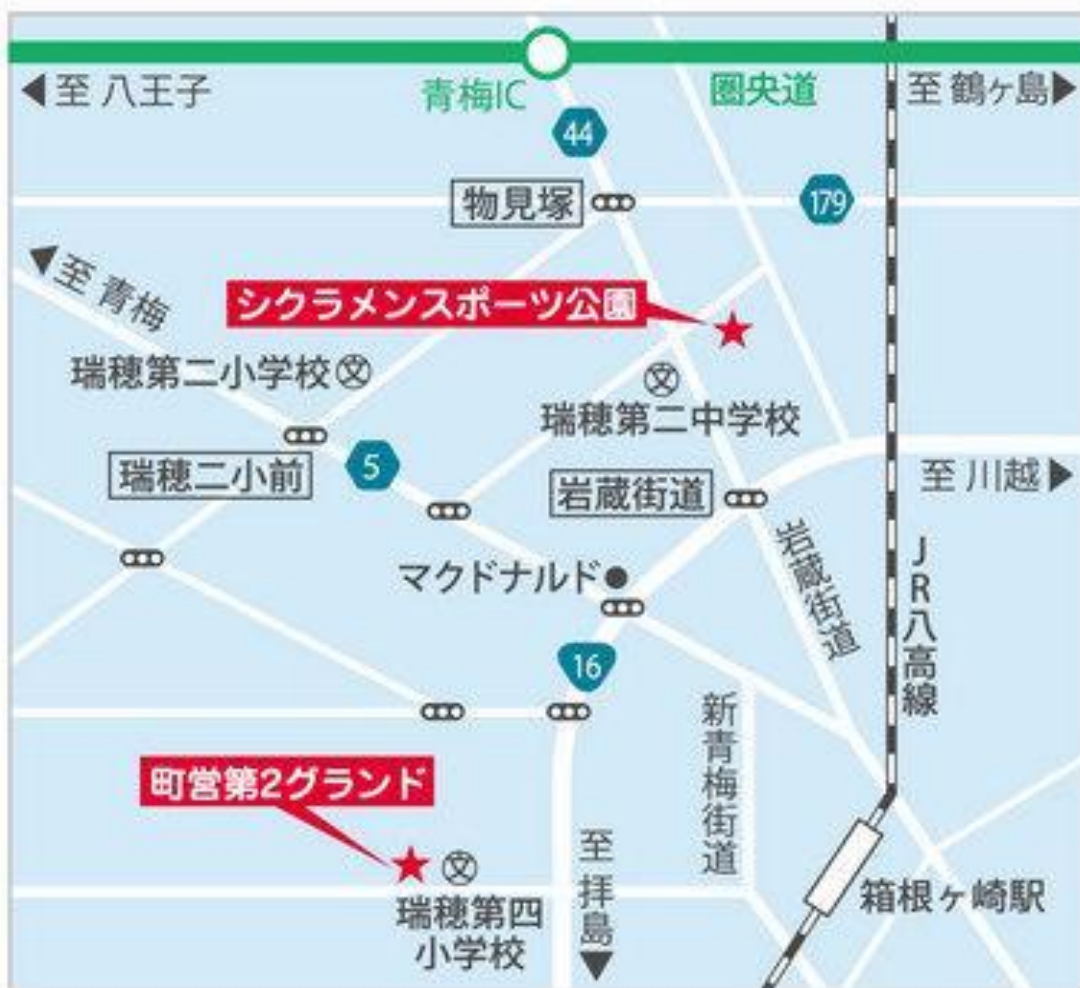 至 八王子
青梅IC
圏央道
至 鶴ヶ島
44
物見塚
179
至 青梅
シクラメンスポーツ公園
瑞穂第二小学校
文
文
瑞穂第二中学校
瑞穂二小前
5
岩蔵街道
至 川越
マクドナルド
岩蔵街道
JR八高線
16
新青梅街道
町営第2グランド
文
瑞穂第四
小学校
至 拝島
箱根ヶ崎駅